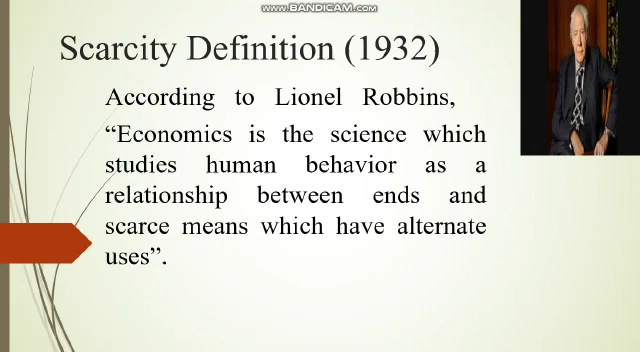 www.BANDICAM.com
Scarcity Definition (1932)
According to Lionel Robbins,
“Economics is the science which
studies human behavior as a
relationship between ends and
scarce means which have alternate
uses”.